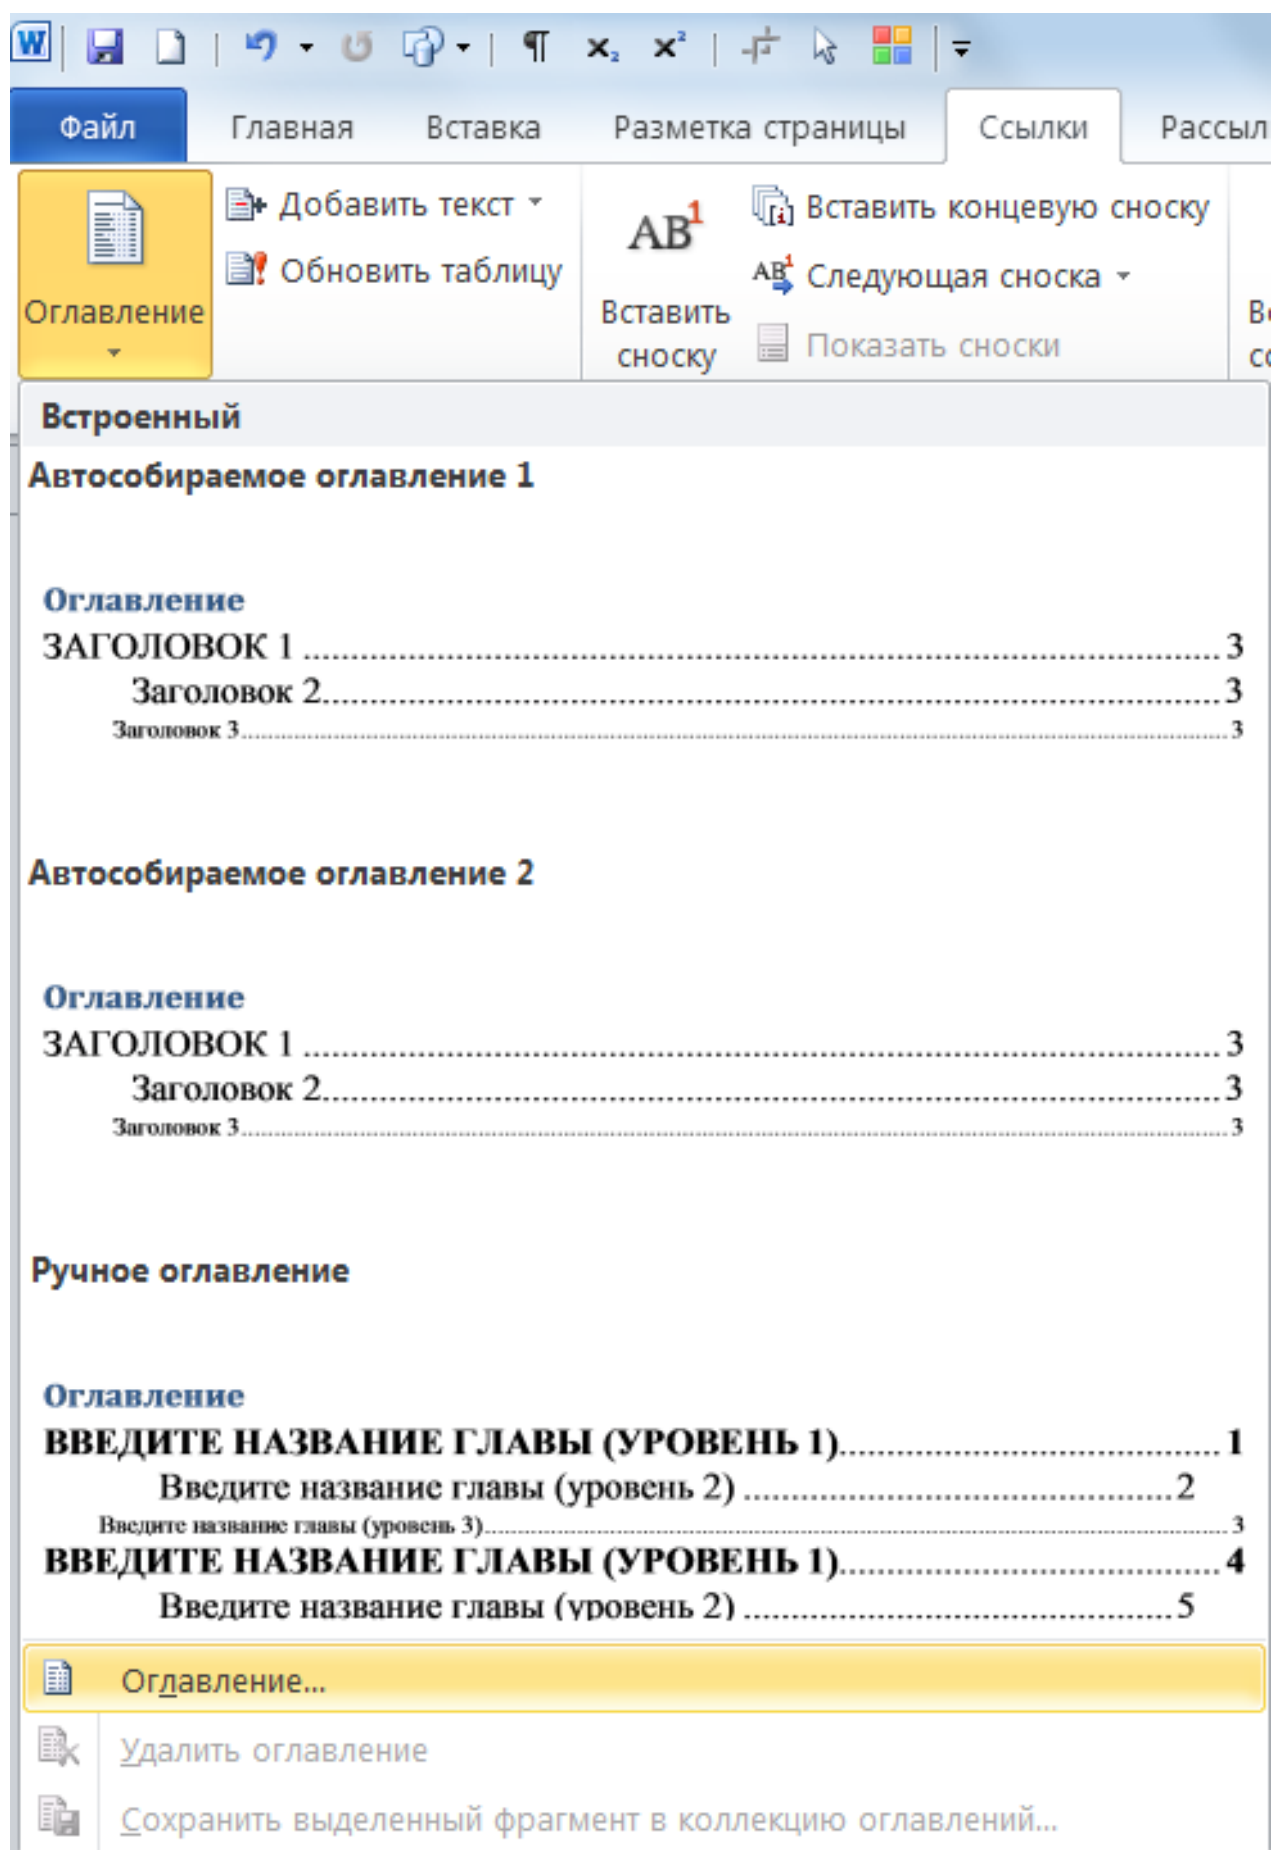 Файл Главная Вставка Разметка страницы Ссылки Рассыл
Оглавление
Добавить текст
Обновить таблицу
AB1
Вставить
сноску
Вставить концевую сноску
AB1 Следующая сноска
Показать сноски
Встроенный
Автособираемое оглавление 1
Оглавление
ЗАГОЛОВОК 1 3
Заголовок 2 3
Заголовок 3 3
Автособираемое оглавление 2
Оглавление
ЗАГОЛОВОК 1 3
Заголовок 2 3
Заголовок 3 3
Ручное оглавление
Оглавление
ВВЕДИТЕ НАЗВАНИЕ ГЛАВЫ (УРОВЕНЬ 1) 1
Введите название главы (уровень 2) 2
Введите название главы (уровень 3) 3
ВВЕДИТЕ НАЗВАНИЕ ГЛАВЫ (УРОВЕНЬ 1) 4
Введите название главы (уровень 2) 5
Оглавление...
Удалить оглавление
Сохранить выделенный фрагмент в коллекцию оглавлений...